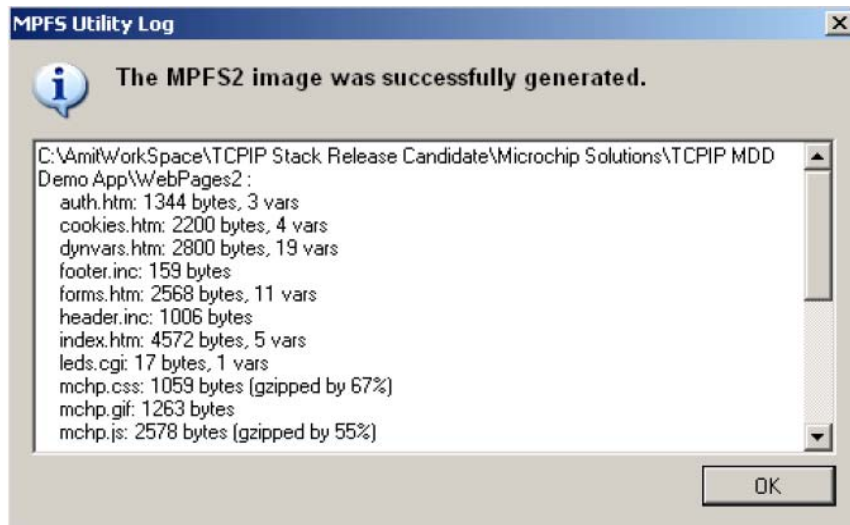 MPFS Utility Log
The MPFS2 image was successfully generated.
C:\AmitWorkSpace\TCPIP Stack Release Candidate\Microchip Solutions\TCPIP MDD
Demo App\WebPages2 :
auth.htm: 1344 bytes, 3 vars
cookies.htm: 2200 bytes, 4 vars
dynvars.htm: 2800 bytes, 19 vars
footer.inc: 159 bytes
forms.htm: 2568 bytes, 11 vars
header.inc: 1006 bytes
index.htm: 4572 bytes, 5 vars
leds.cgi: 17 bytes, 1 vars
mchp.css: 1059 bytes (gzipped by 67%)
mchp.gif: 1263 bytes
mchp.js: 2578 bytes (gzipped by 55%)
OK